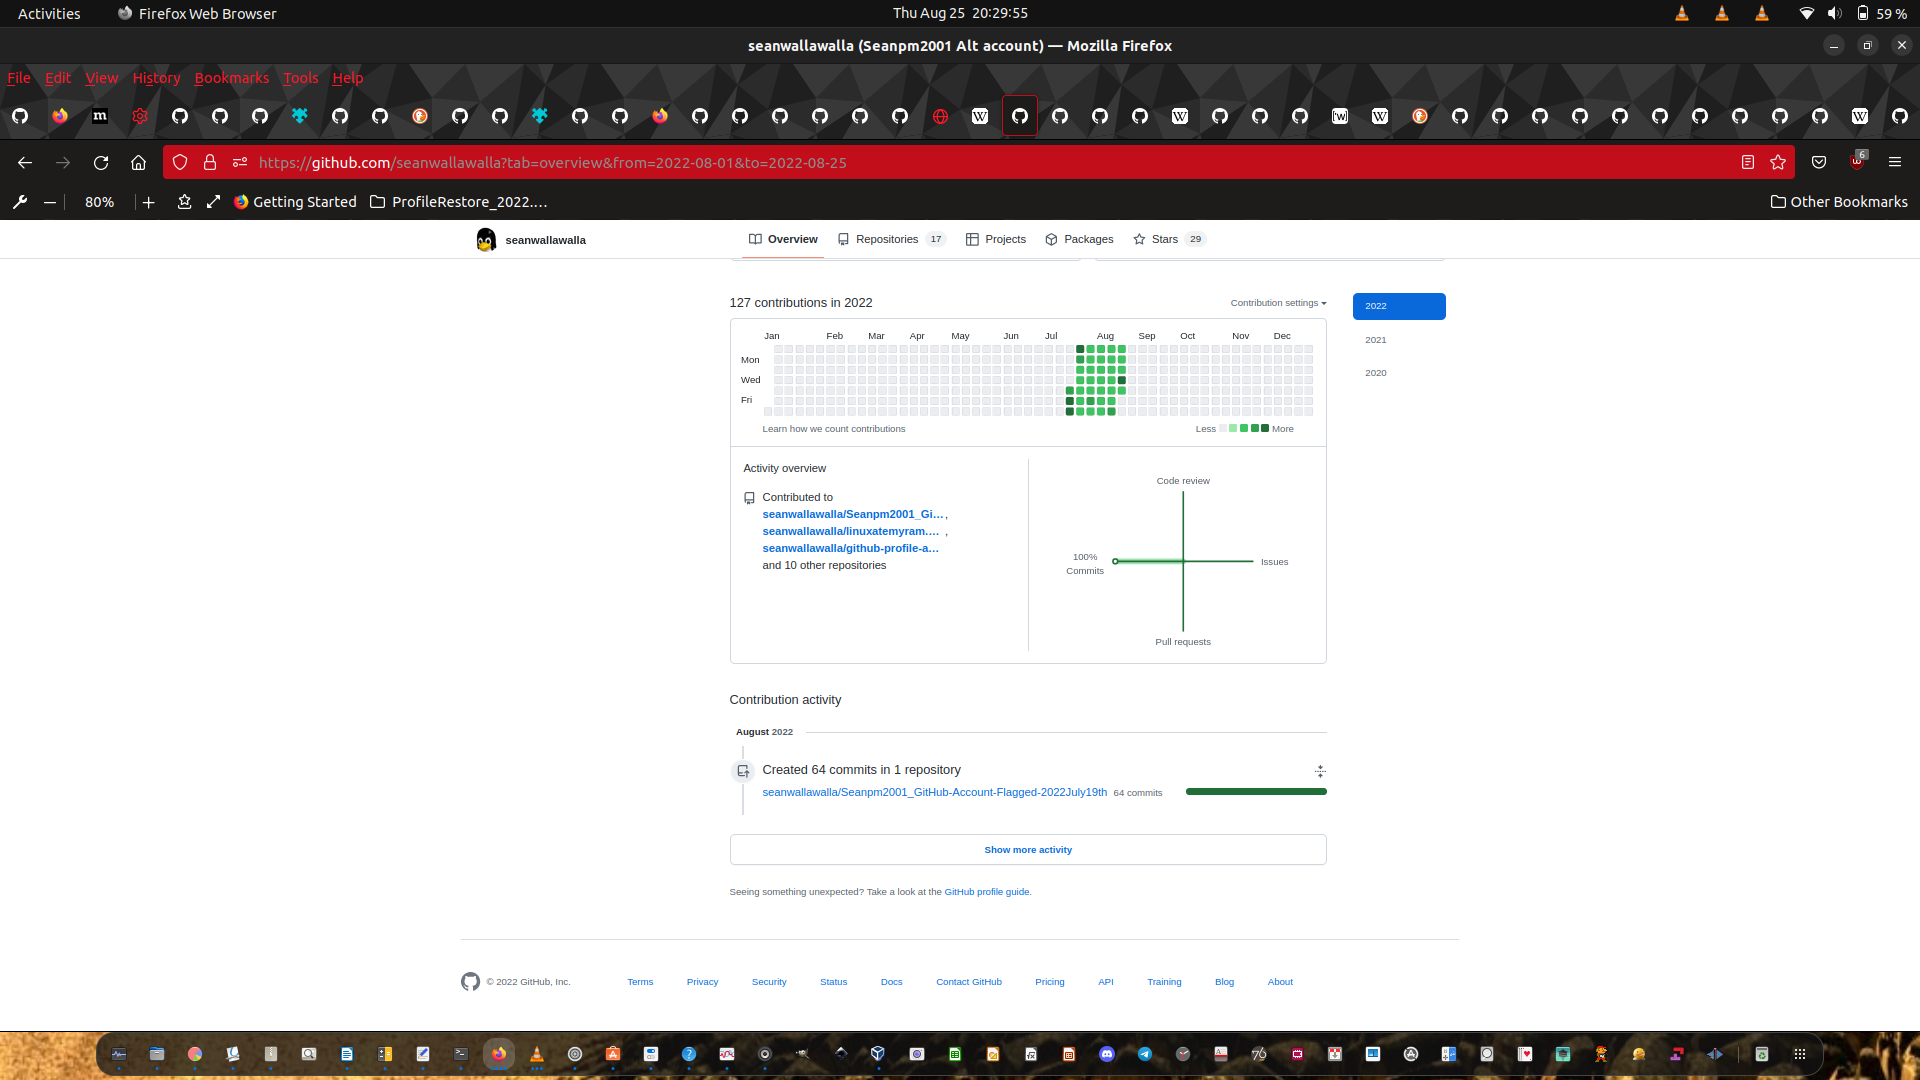 Activities Firefox Web Browser Thu Aug 25 20:29:55 59 %
seanwallawalla (Seanpm2001 Alt account) — Mozilla Firefox
File Edit View History Bookmarks Tools Help
https://github.com/seanwallawalla?tab=overview&from=2022-08-01&to=2022-08-25 6
80% Getting Started ProfileRestore_2022.… Other Bookmarks
seanwallawalla Overview Repositories 17 Projects Packages Stars 29
127 contributions in 2022 Contribution settings 2022
Jan Feb Mar Apr May Jun Jul Aug Sep Oct Nov Dec
2021
Mon
2020
Wed
Fri
Learn how we count contributions Less More
Activity overview
Contributed to
seanwallawalla/Seanpm2001_Gi… ,
seanwallawalla/linuxatemyram.… ,
seanwallawalla/github-profile-a…
and 10 other repositories
Code review
100%
Commits
Issues
Pull requests
Contribution activity
August 2022
Created 64 commits in 1 repository
seanwallawalla/Seanpm2001_GitHub-Account-Flagged-2022July19th 64 commits
Show more activity
Seeing something unexpected? Take a look at the GitHub profile guide.
© 2022 GitHub, Inc. Terms Privacy Security Status Docs Contact GitHub Pricing API Training Blog About